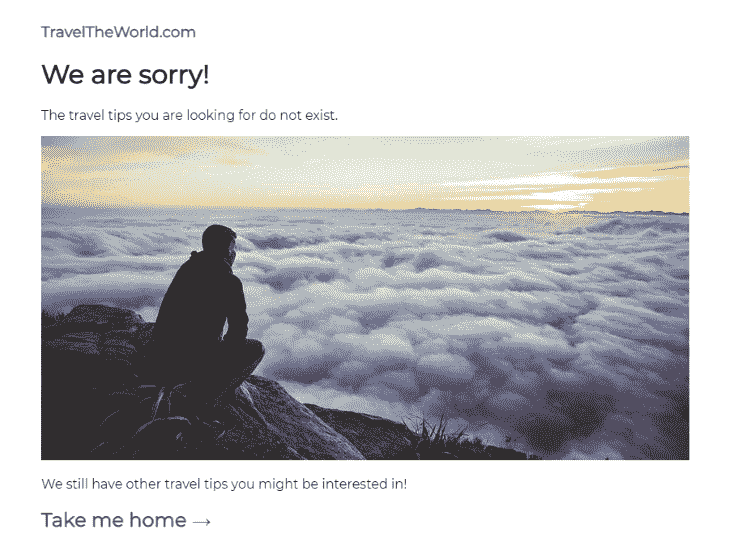 TravelTheWorld.com
We are sorry!
The travel tips you are looking for do not exist.
We still have other travel tips you might be interested in!
Take me home →